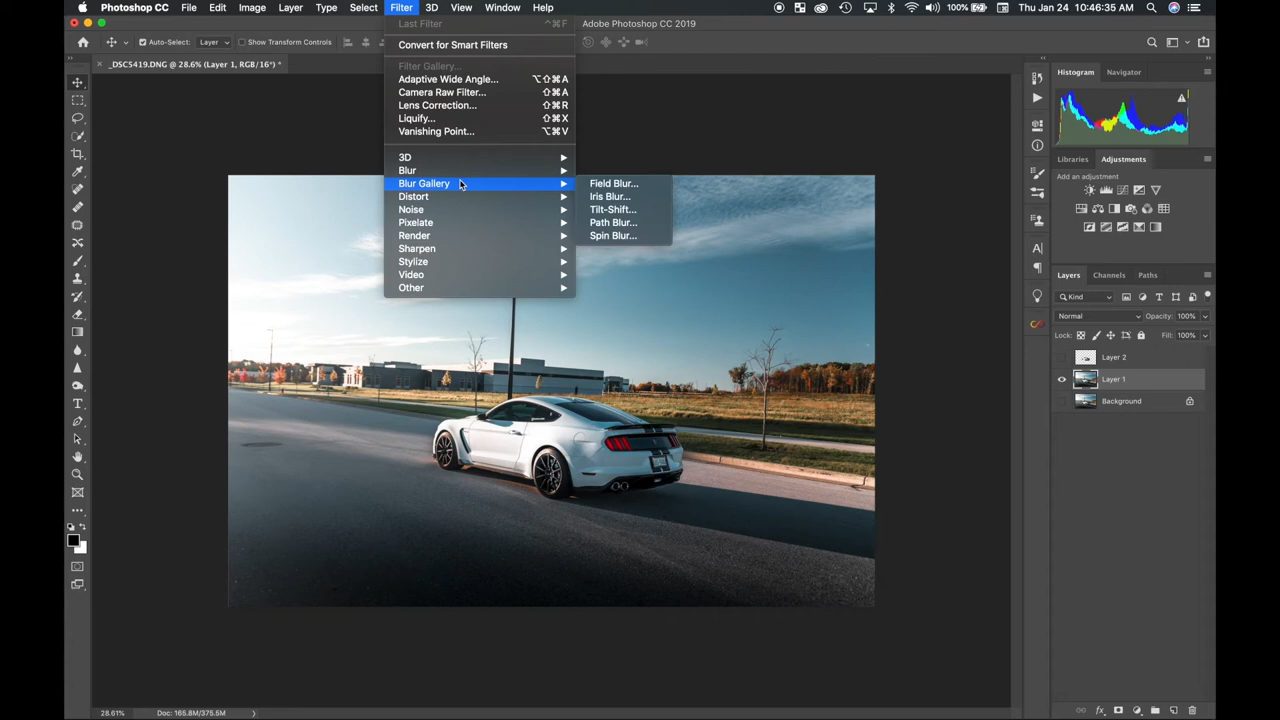 Photoshop CC File Edit Image Layer Type Select Filter 3D View Window Help 100% Thu Jan 24 10:46:35 AM
Adobe Photoshop CC 2019
Auto-Select: Layer Show Transform Controls
_DSC5419.DNG @ 28.6% (Layer 1, RGB/16*) *
Last Filter ^⌘F
Convert for Smart Filters
Filter Gallery...
Adaptive Wide Angle... ⌥⇧⌘A
Camera Raw Filter... ⇧⌘A
Lens Correction... ⇧⌘R
Liquify... ⇧⌘X
Vanishing Point... ⌥⌘V
3D
Blur
Blur Gallery
Distort
Noise
Pixelate
Render
Sharpen
Stylize
Video
Other
Field Blur...
Iris Blur...
Tilt-Shift...
Path Blur...
Spin Blur...
Histogram Navigator
Libraries Adjustments
Add an adjustment
Layers Channels Paths
Kind
Normal Opacity: 100%
Lock: Fill: 100%
Layer 2
Layer 1
Background
28.61% Doc: 165.8M/375.5M